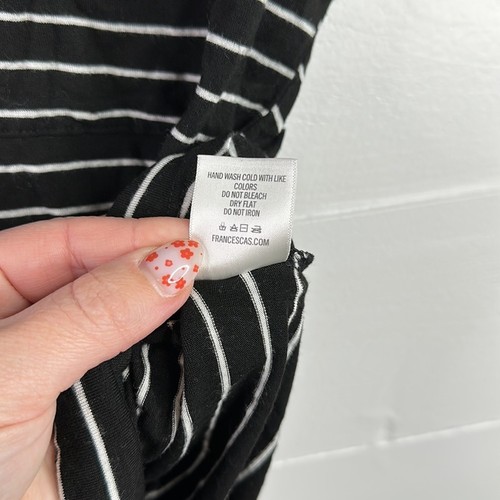 HAND WASH COLD WITH LIKE
COLORS
DO NOT BLEACH
DRY FLAT
DO NOT IRON
FRANCESCAS.COM